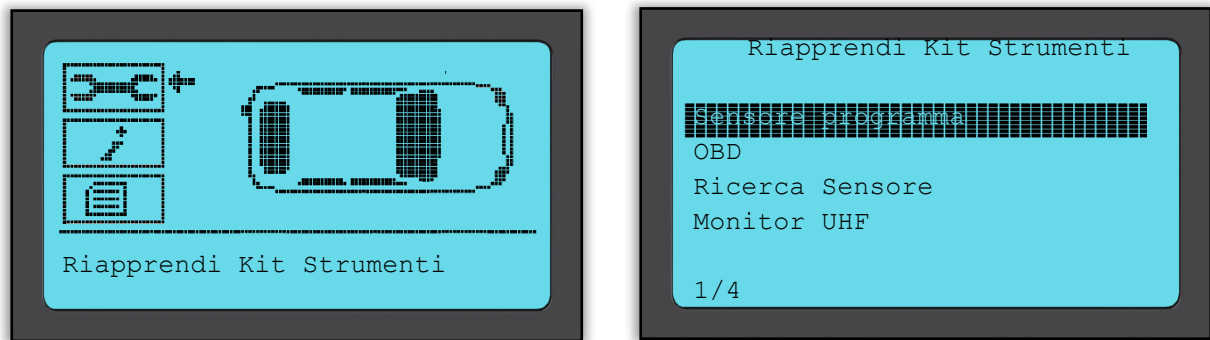 Riapprendi Kit Strumenti
Riapprendi Kit Strumenti
Sensore programma
OBD
Ricerca Sensore
Monitor UHF
1/4